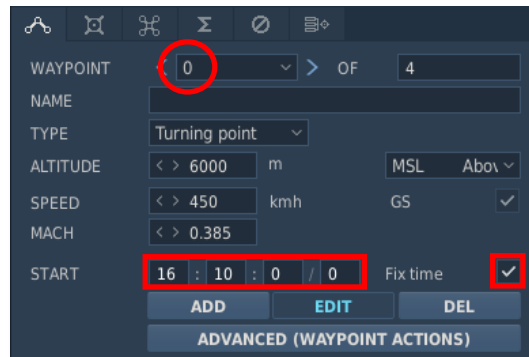 WAYPOINT < 0 > OF 4
NAME
TYPE Turning point
ALTITUDE < > 6000 m MSL
SPEED < > 450 kmh GS
MACH < > 0.385
START 16 : 10 : 0 / 0 Fix time
ADD EDIT DEL
ADVANCED (WAYPOINT ACTIONS)